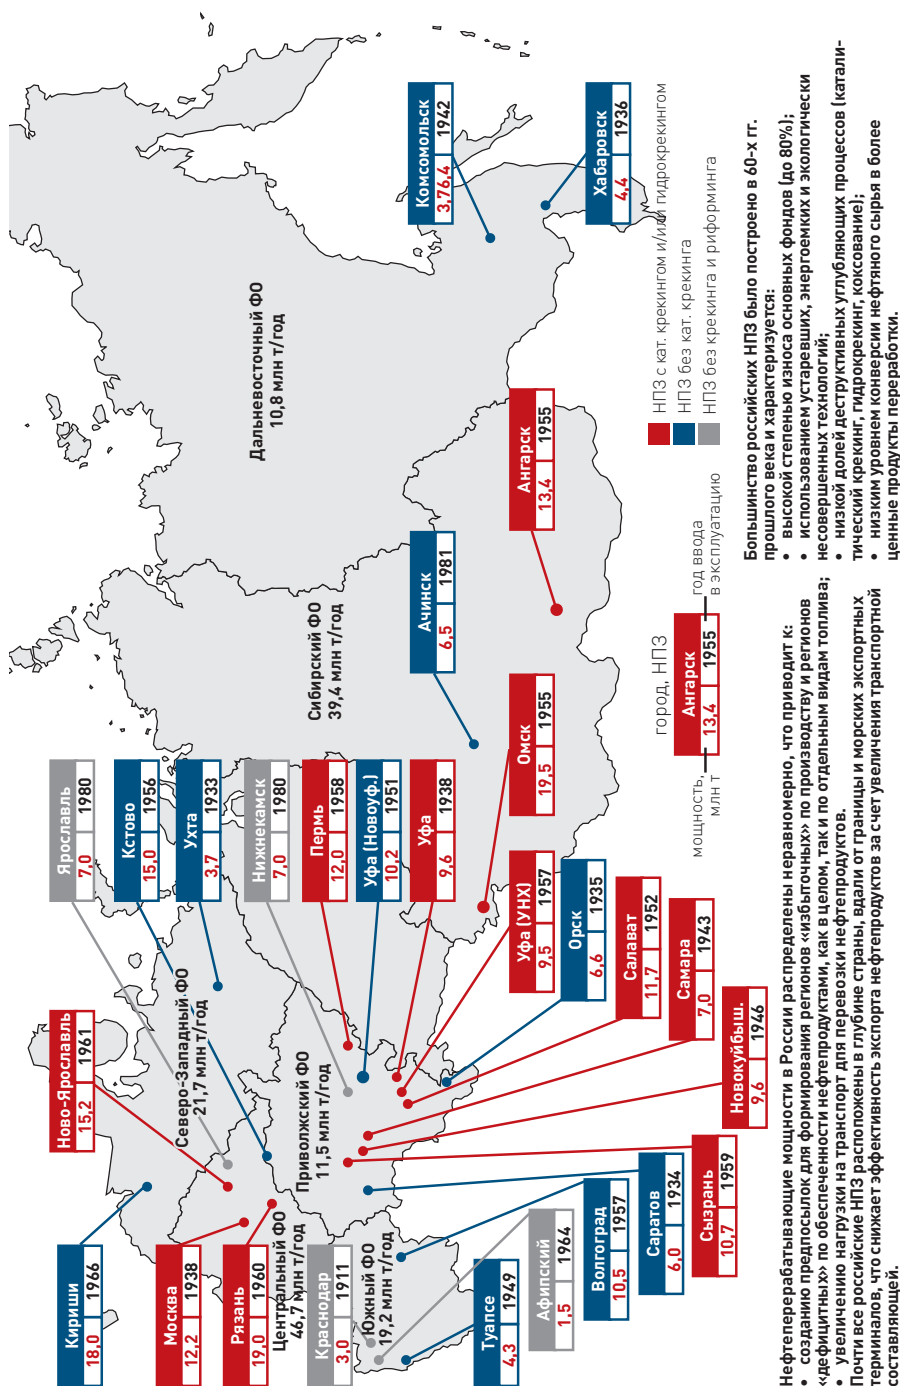 Ново-Ярославль
15,2 1961
Ярославль
7,0 1980
Кириши
18,0 1966
Кстово
15,0 1956
Ухта
3,7 1933
Москва
12,2 1938
Северо-Западный ФО
21,7 млн т/год
Нижнекамск
7,0 1980
Рязань
19,0 1960
Пермь
12,0 1958
Центральный ФО
46,7 млн т/год
Приволжский ФО
11,5 млн т/год
Уфа (Новоуф.)
10,2 1951
Краснодар
3,0 1911
Уфа
9,6 1938
Южный ФО
19,2 млн т/год
Сибирский ФО
39,4 млн т/год
Дальневосточный ФО
10,8 млн т/год
Ачинск
6,5 1981
Комсомольск
3,76,4 1942
Туапсе
4,3 1949
Уфа (УНХ)
9,5 1957
Омск
19,5 1955
Ангарск
13,4 1955
Афипский
1,5 1964
Орск
6,6 1935
Хабаровск
4,4 1936
Волгоград
10,5 1957
Салават
11,7 1952
Саратов
6,0 1934
Самара
7,0 1943
Сызрань
10,7 1959
Новокуйбыш.
9,6 1946
город, НПЗ
Ангарск
13,4 1955
мощность,
млн т
год ввода
в эксплуатацию
НПЗ с кат. крекингом и/или гидрокрекингом
НПЗ без кат. крекинга
НПЗ без крекинга и риформинга
Нефтеперерабатывающие мощности в России распределены неравномерно, что приводит к:
• созданию предпосылок для формирования регионов «избыточных» по производству и регионов
«дефицитных» по обеспеченности нефтепродуктами, как в целом, так и по отдельным видам топлива;
• увеличению нагрузки на транспорт для перевозки нефтепродуктов.
Почти все российские НПЗ расположены в глубине страны, вдали от границы и морских экспортных
терминалов, что снижает эффективность экспорта нефтепродуктов за счет увеличения транспортной
составляющей.
Большинство российских НПЗ было построено в 60-х гг.
прошлого века и характеризуется:
• высокой степенью износа основных фондов (до 80%);
• использованием устаревших, энергоемких и экологически
несовершенных технологий;
• низкой долей деструктивных углубляющих процессов (катали-
тический крекинг, гидрокрекинг, коксование);
• низким уровнем конверсии нефтяного сырья в более
ценные продукты переработки.